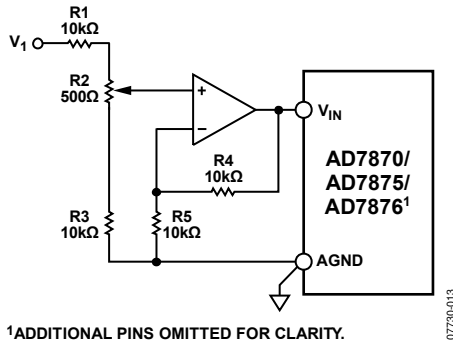 R1
10kΩ
V1
R2
500Ω
+
–
VIN
R4
10kΩ
AD7870/
AD7875/
AD7876¹
R3
10kΩ
R5
10kΩ
AGND
¹ADDITIONAL PINS OMITTED FOR CLARITY.
07730-013